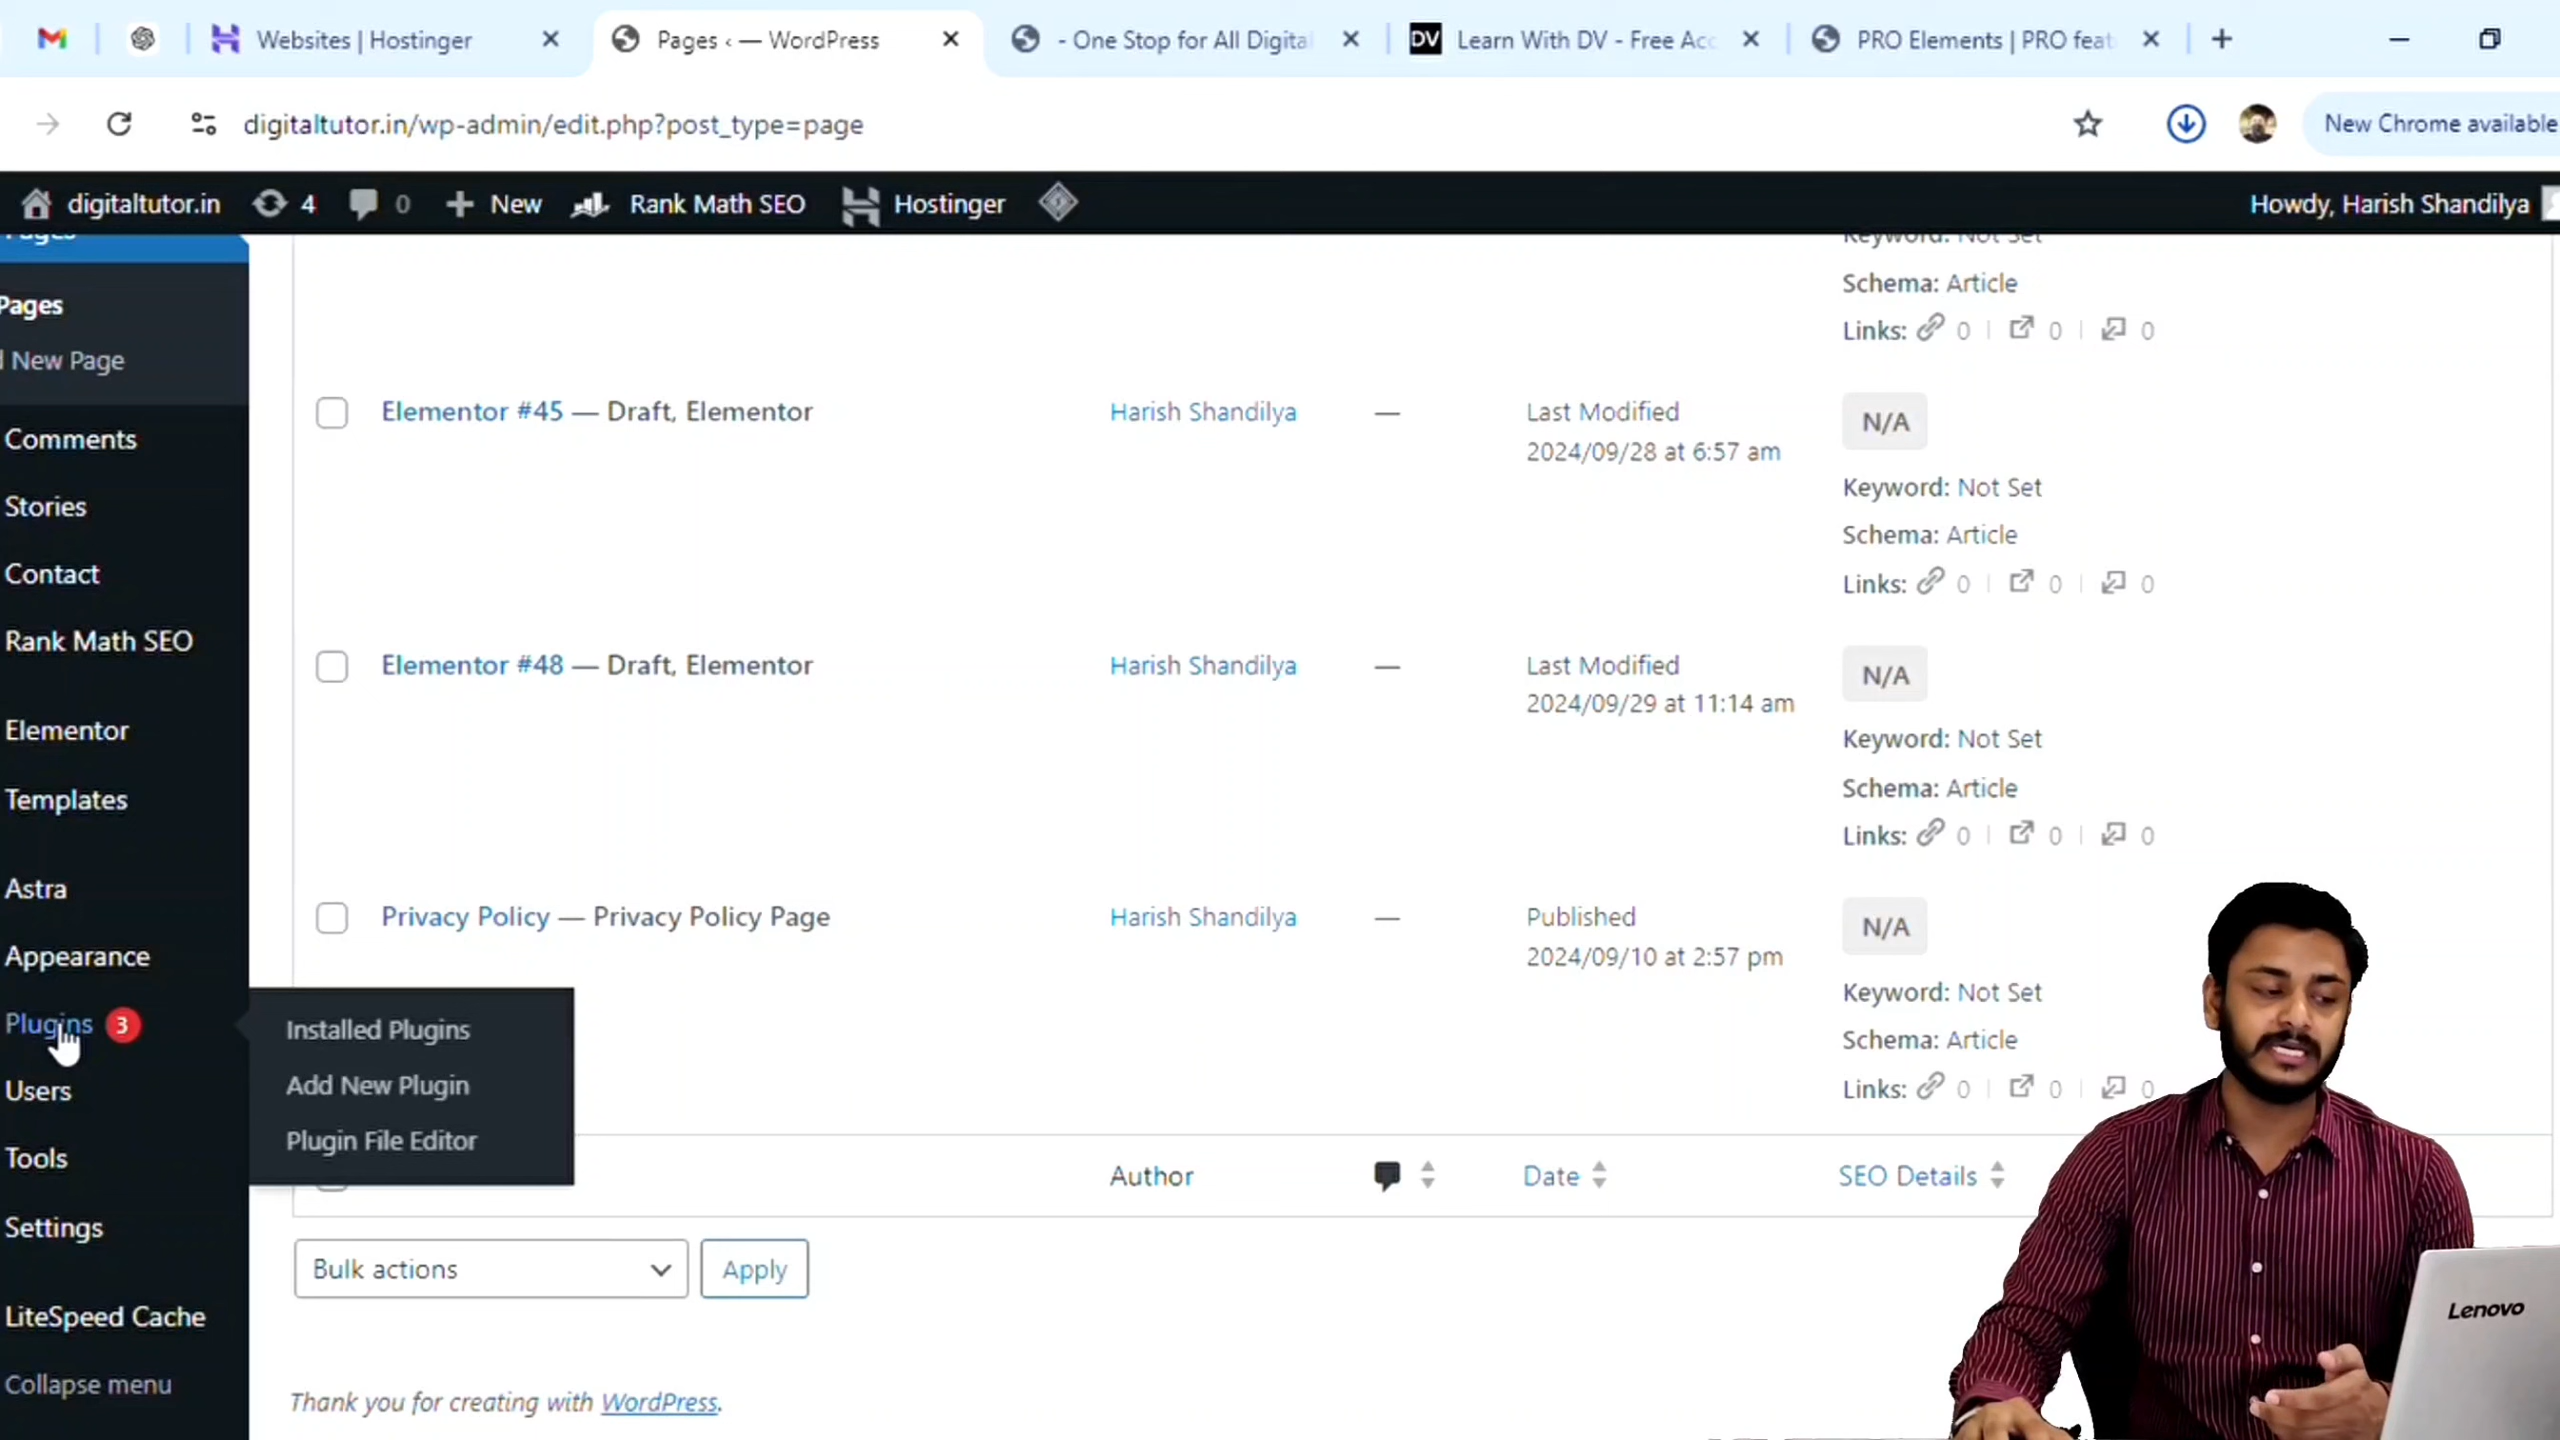 Websites | Hostinger
Pages ‹ — WordPress
- One Stop for All Digita
DV
Learn With DV - Free Acc
PRO Elements | PRO feat
digitaltutor.in/wp-admin/edit.php?post_type=page
New Chrome available
digitaltutor.in
4
0
New
Rank Math SEO
Hostinger
Howdy, Harish Shandilya
Pages
Pages
New Page
Comments
Stories
Contact
Rank Math SEO
Elementor
Templates
Astra
Appearance
Plugins 3
Users
Tools
Settings
LiteSpeed Cache
Collapse menu
Installed Plugins
Add New Plugin
Plugin File Editor
Keyword: Not Set
Schema: Article
Links: 0 | 0 | 0
Elementor #45 — Draft, Elementor
Harish Shandilya
—
Last Modified
2024/09/28 at 6:57 am
N/A
Keyword: Not Set
Schema: Article
Links: 0 | 0 | 0
Elementor #48 — Draft, Elementor
Harish Shandilya
—
Last Modified
2024/09/29 at 11:14 am
N/A
Keyword: Not Set
Schema: Article
Links: 0 | 0 | 0
Privacy Policy — Privacy Policy Page
Harish Shandilya
—
Published
2024/09/10 at 2:57 pm
N/A
Keyword: Not Set
Schema: Article
Links: 0 | 0 | 0
Author
Date
SEO Details
Bulk actions
Apply
Thank you for creating with WordPress.
Lenovo